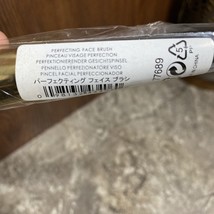 PERFECTING FACE BRUSH
PINCEAU VISAGE PERFECTION
PERFEKTIONIERENDER GESICHTSPINSEL
PENNELLO PERFEZIONATORE VISO
PINCEL FACIAL PERFECCIONADOR
パーフェクティング フェイス ブラシ
7689